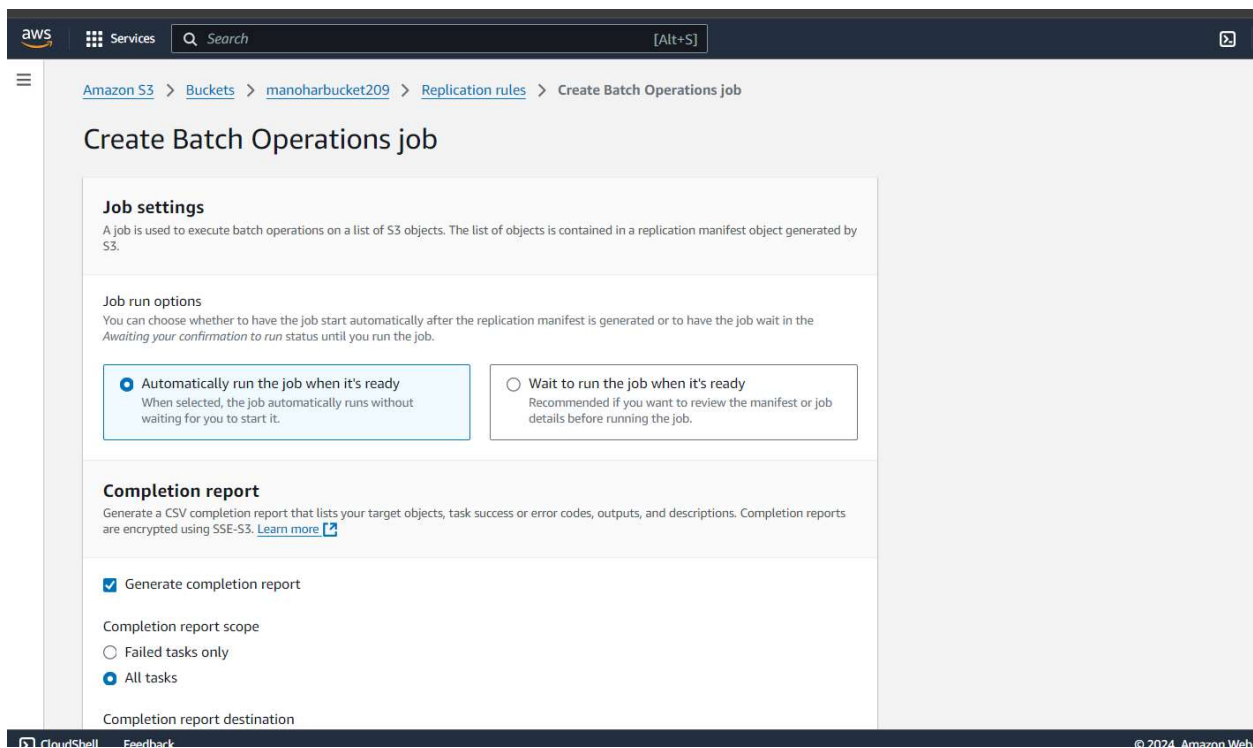 aws Services Search [Alt+S]
Amazon S3 > Buckets > manoharbucket209 > Replication rules > Create Batch Operations job
Create Batch Operations job
Job settings
A job is used to execute batch operations on a list of S3 objects. The list of objects is contained in a replication manifest object generated by
S3.
Job run options
You can choose whether to have the job start automatically after the replication manifest is generated or to have the job wait in the
Awaiting your confirmation to run status until you run the job.
Automatically run the job when it's ready
When selected, the job automatically runs without
waiting for you to start it.
Wait to run the job when it's ready
Recommended if you want to review the manifest or job
details before running the job.
Completion report
Generate a CSV completion report that lists your target objects, task success or error codes, outputs, and descriptions. Completion reports
are encrypted using SSE-S3. Learn more
Generate completion report
Completion report scope
Failed tasks only
All tasks
Completion report destination
CloudShell Feedback © 2024, Amazon Web